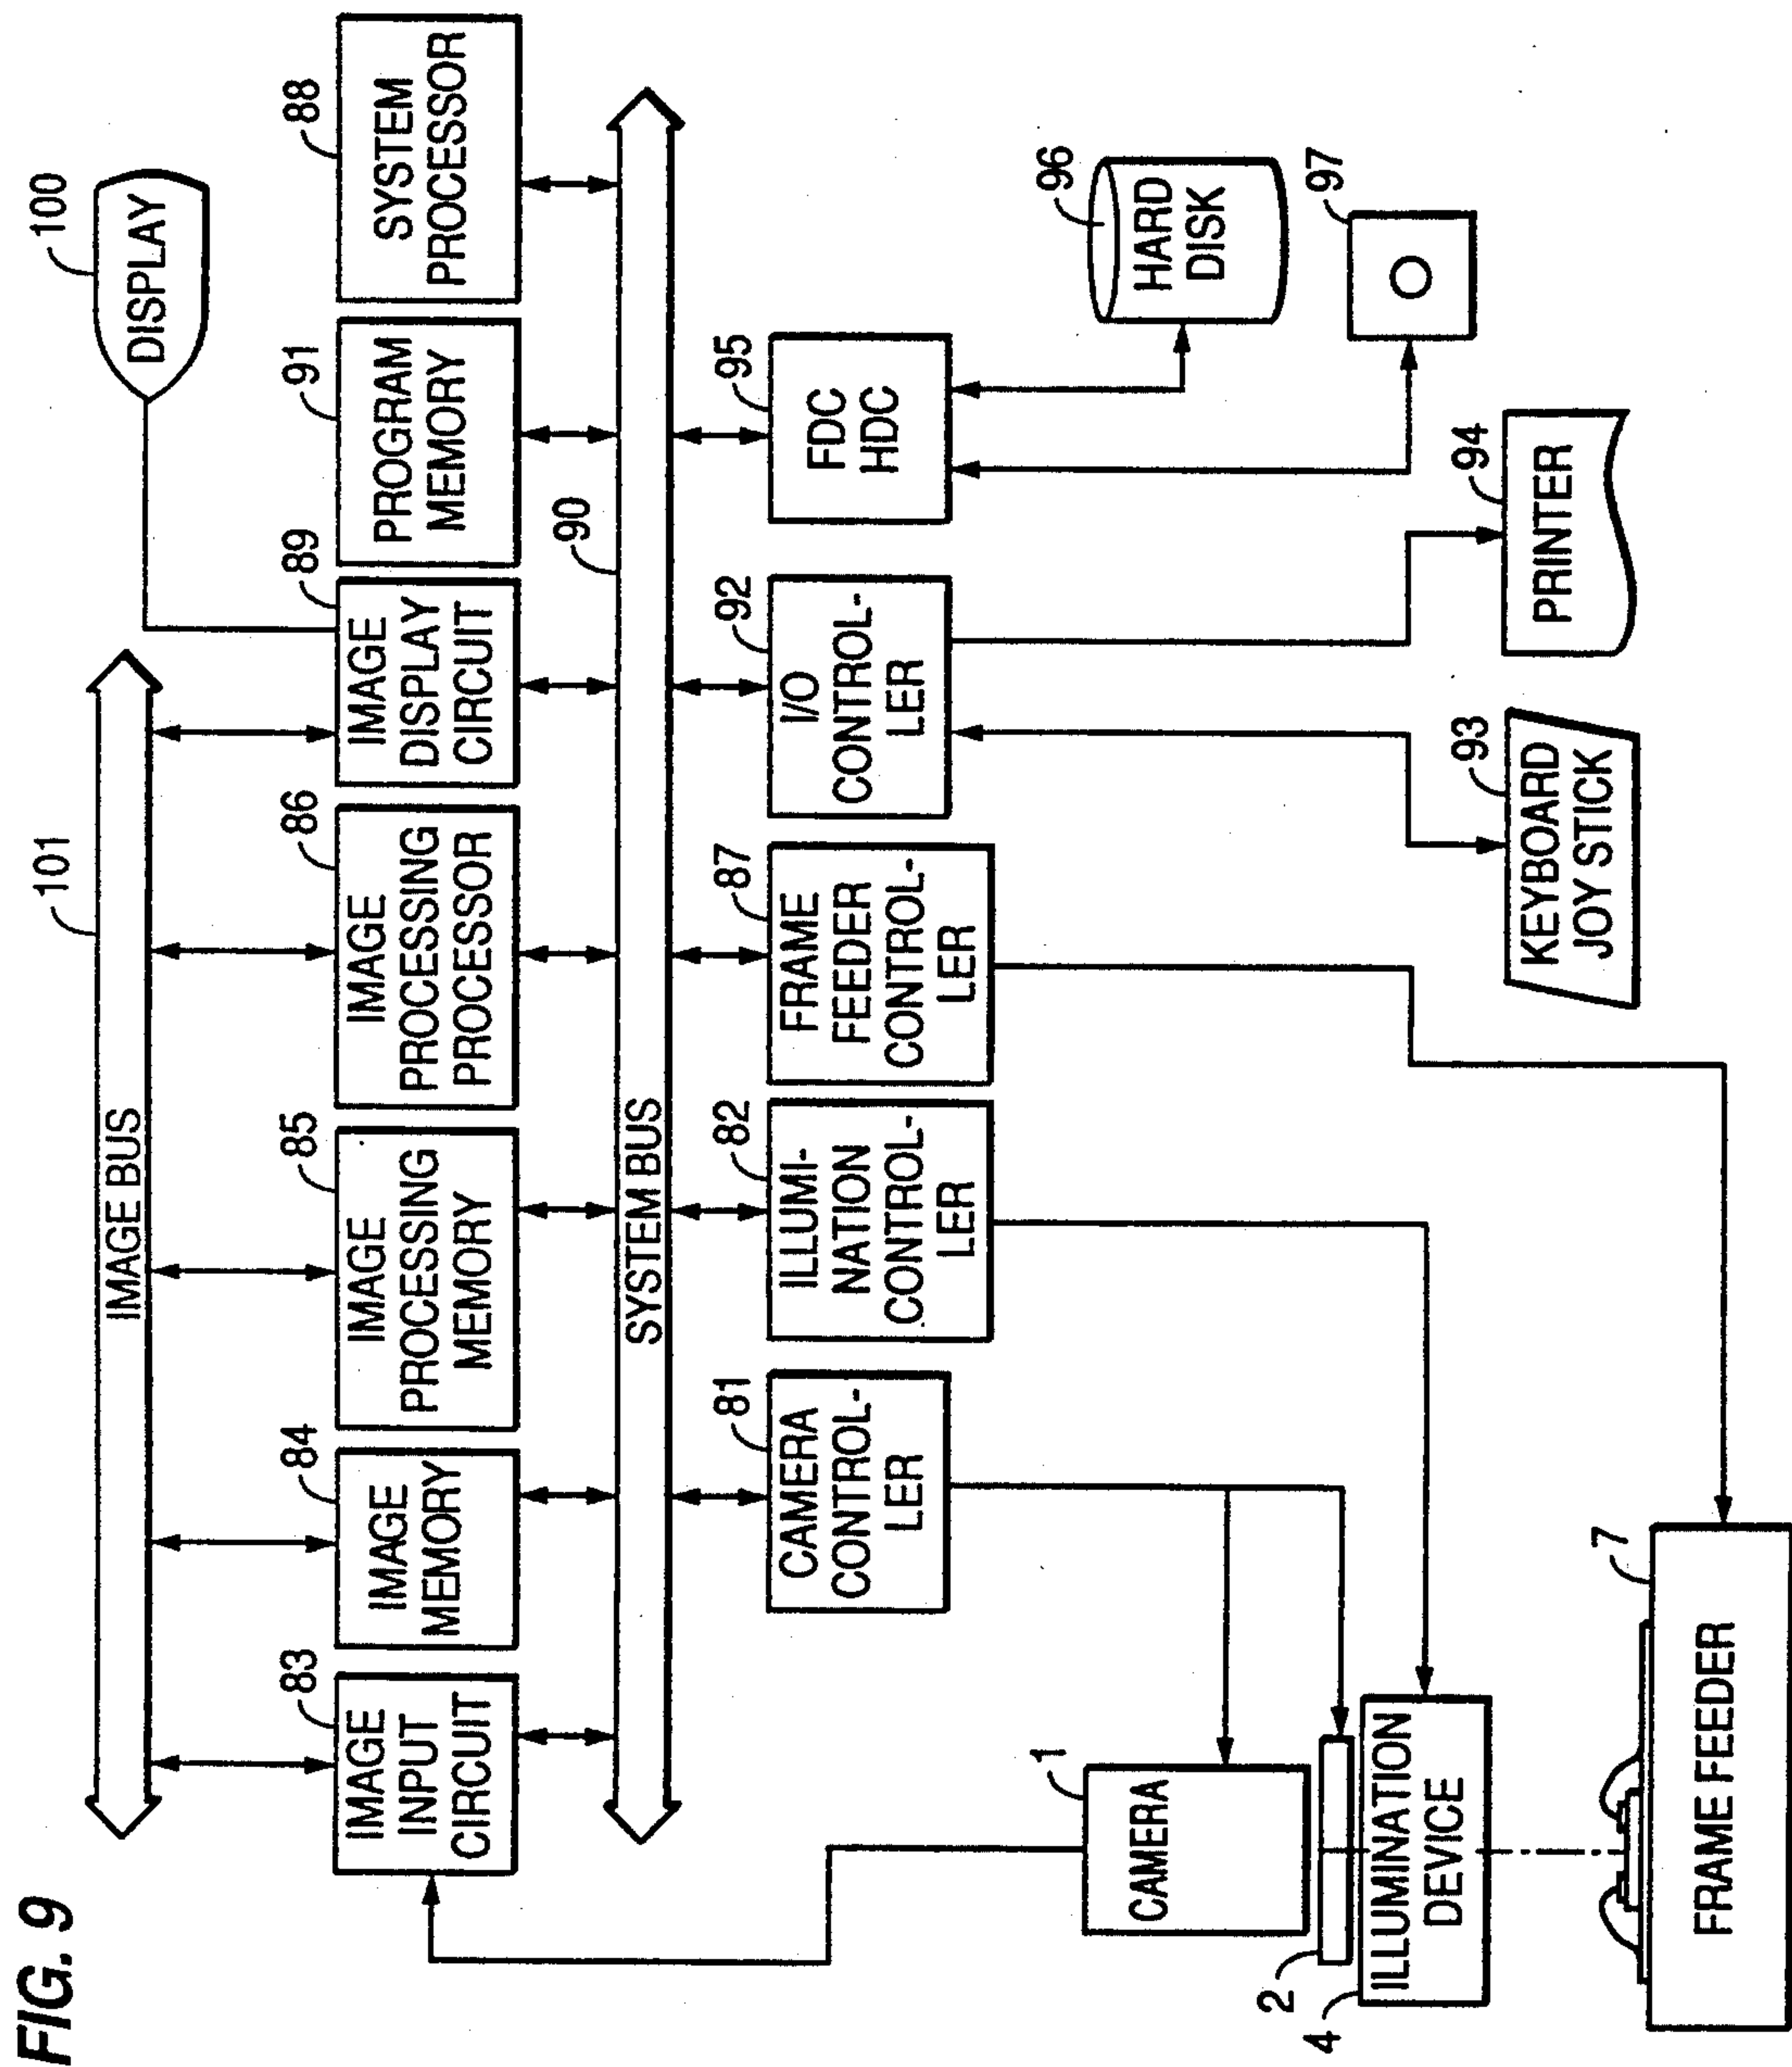 FIG. 9
101
IMAGE BUS
100
DISPLAY
83
IMAGE
INPUT
CIRCUIT
84
IMAGE
MEMORY
85
IMAGE
PROCESSING
MEMORY
86
IMAGE
PROCESSING
PROCESSOR
89
IMAGE
DISPLAY
CIRCUIT
91
PROGRAM
MEMORY
88
SYSTEM
PROCESSOR
90
SYSTEM BUS
81
CAMERA
CONTROL-
LER
82
ILLUMI-
NATION
CONTROL-
LER
87
FRAME
FEEDER
CONTROL-
LER
92
I/O
CONTROL-
LER
95
FDC
HDC
96
HARD
DISK
97
1
CAMERA
2
4
ILLUMINATION
DEVICE
93
KEYBOARD
JOY STICK
94
PRINTER
7
FRAME FEEDER